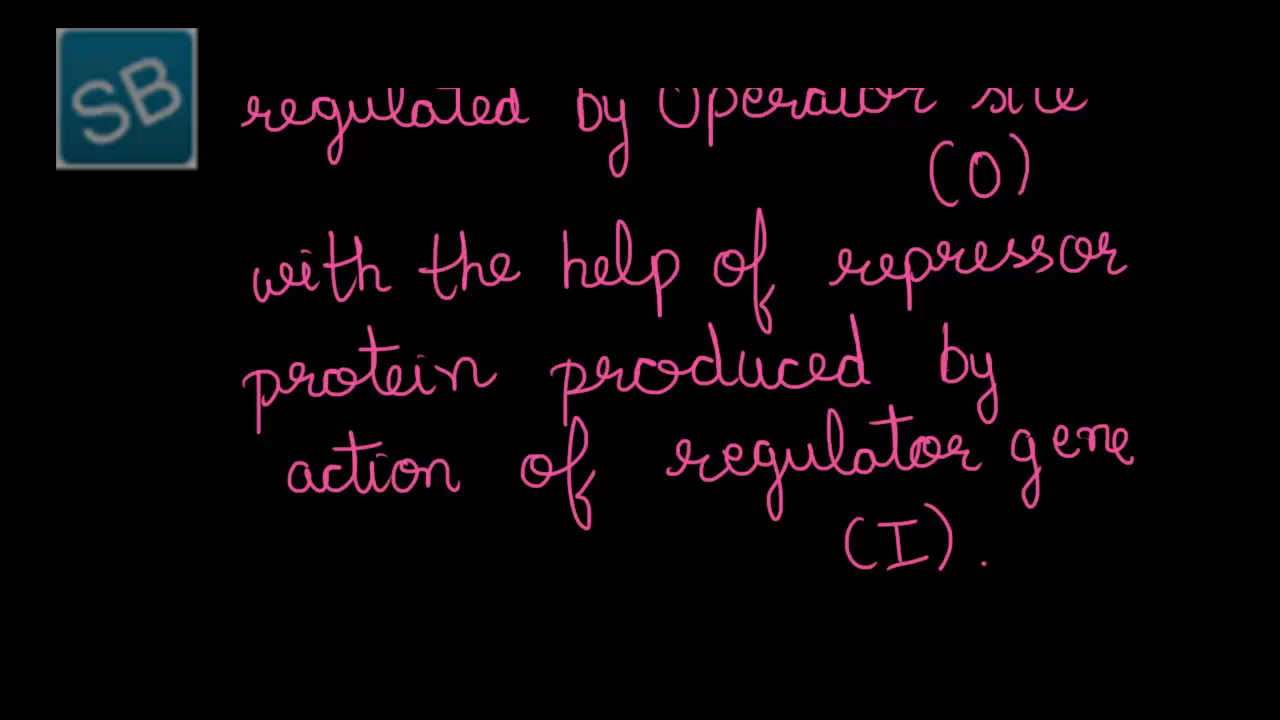 SB
regulated by Operator site
(O)
with the help of repressor
protein produced by
action of regulator gene
(I).